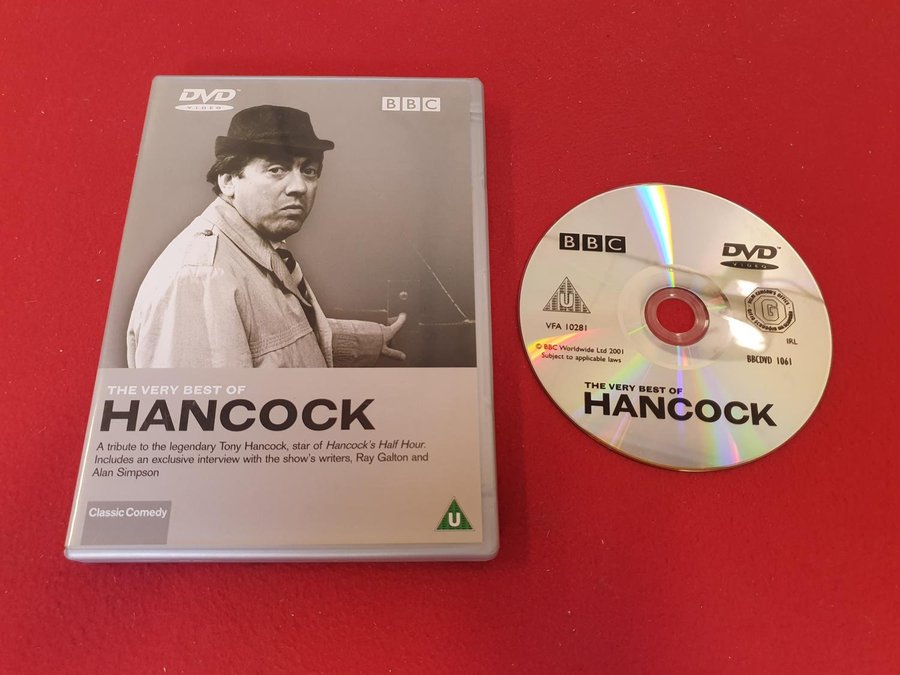 DVD™
VIDEO
BBC
THE VERY BEST OF
HANCOCK
A tribute to the legendary Tony Hancock, star of Hancock's Half Hour.
Includes an exclusive interview with the show's writers, Ray Galton and
Alan Simpson
Classic Comedy
U
BBC
DVD™
VIDEO
U
G
VFA 10281
IRL
© BBC Worldwide Ltd 2001
Subject to applicable laws
BBCDVD 1061
THE VERY BEST OF
HANCOCK